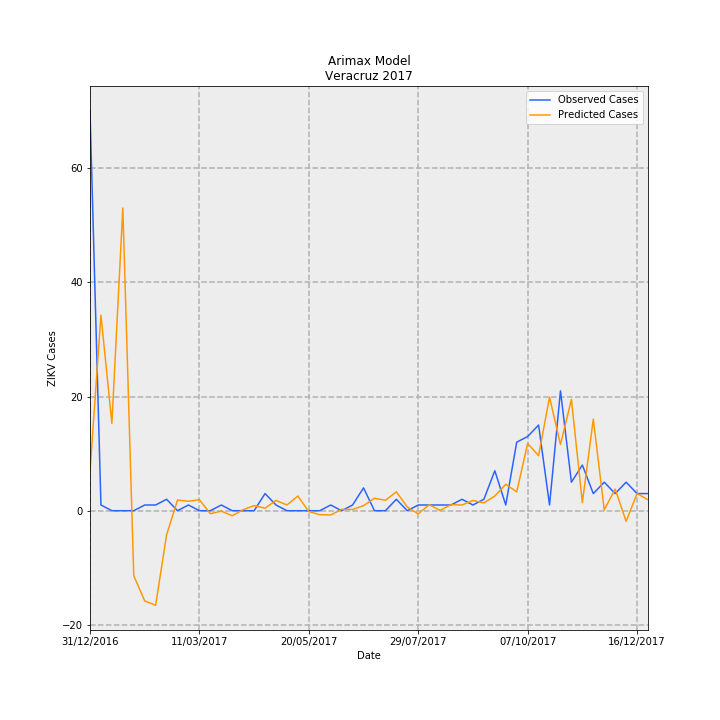 Arimax Model
Veracruz 2017
Observed Cases
Predicted Cases
ZIKV Cases
60
40
20
0
−20
31/12/2016
11/03/2017
20/05/2017
29/07/2017
07/10/2017
16/12/2017
Date